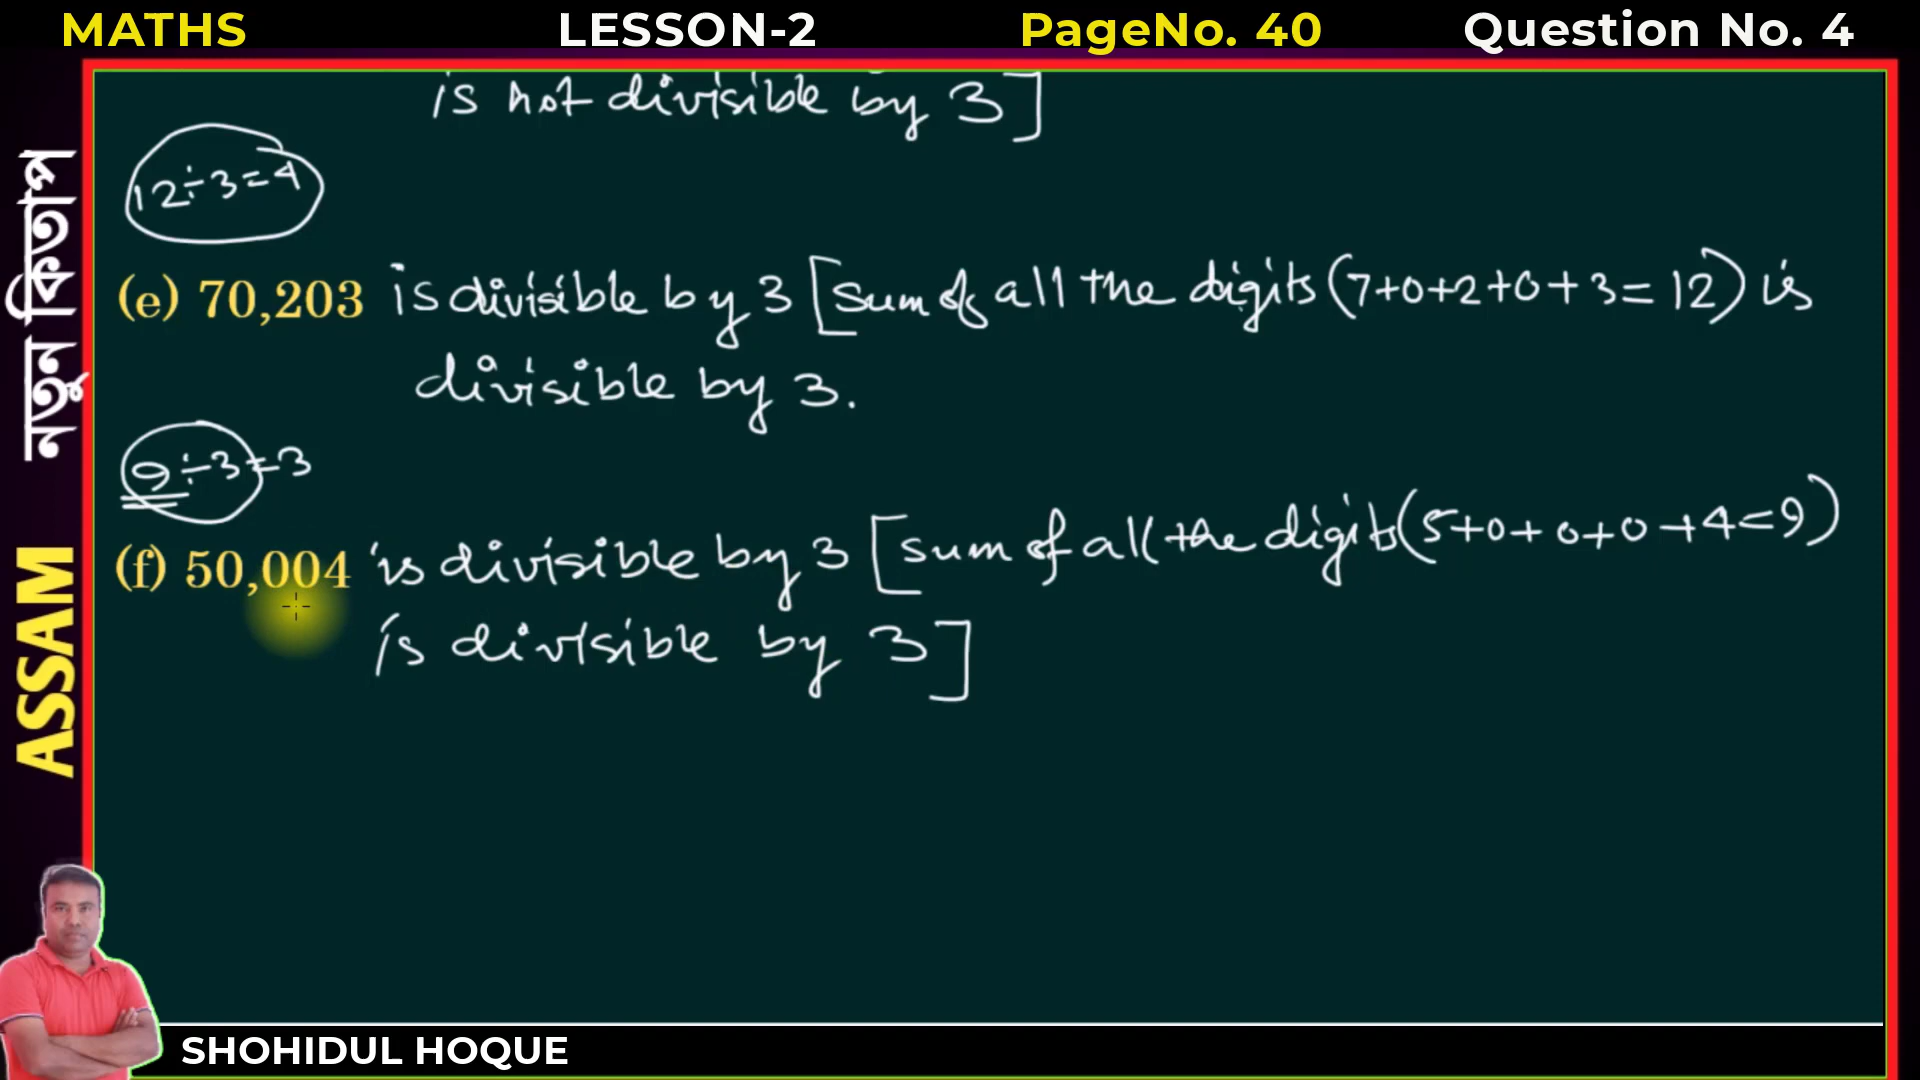 MATHS LESSON-2 PageNo. 40 Question No. 4
is not divisible by 3]
12÷3=4
(e) 70,203 is divisible by 3 [sum of all the digits (7+0+2+0+3=12) is
divisible by 3.
9÷3=3
(f) 50,004 is divisible by 3 [sum of all the digits (5+0+0+0+4=9)
is divisible by 3]
নতুন কিতাপ
ASSAM
SHOHIDUL HOQUE